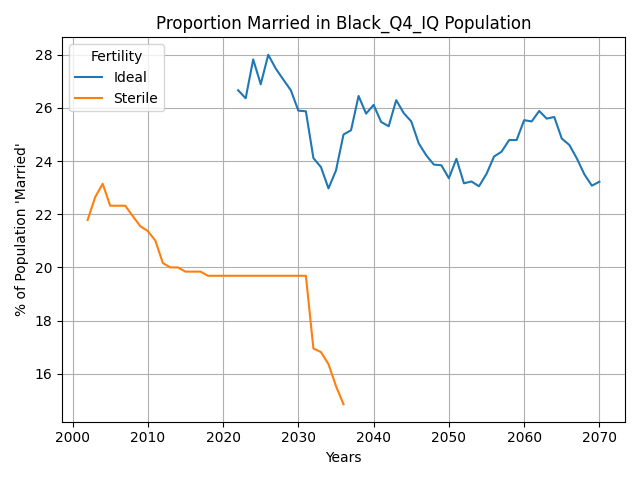 Proportion Married in Black_Q4_IQ Population
Fertility
Ideal
Sterile
% of Population 'Married'
28
26
24
22
20
18
16
2000 2010 2020 2030 2040 2050 2060 2070
Years